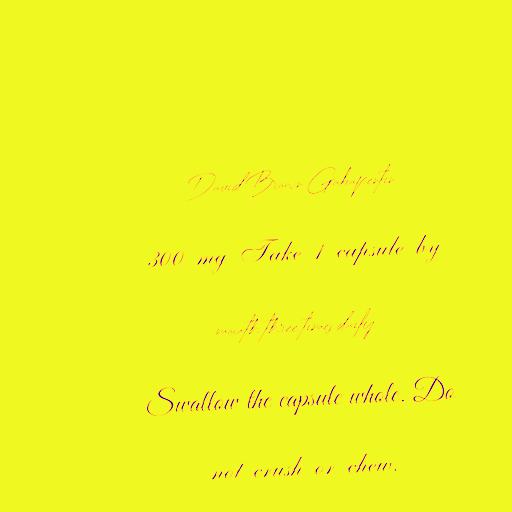 David Brown Gabapentin
300 mg Take 1 capsule by
mouth three times daily
Swallow the capsule whole. Do
not crush or chew.